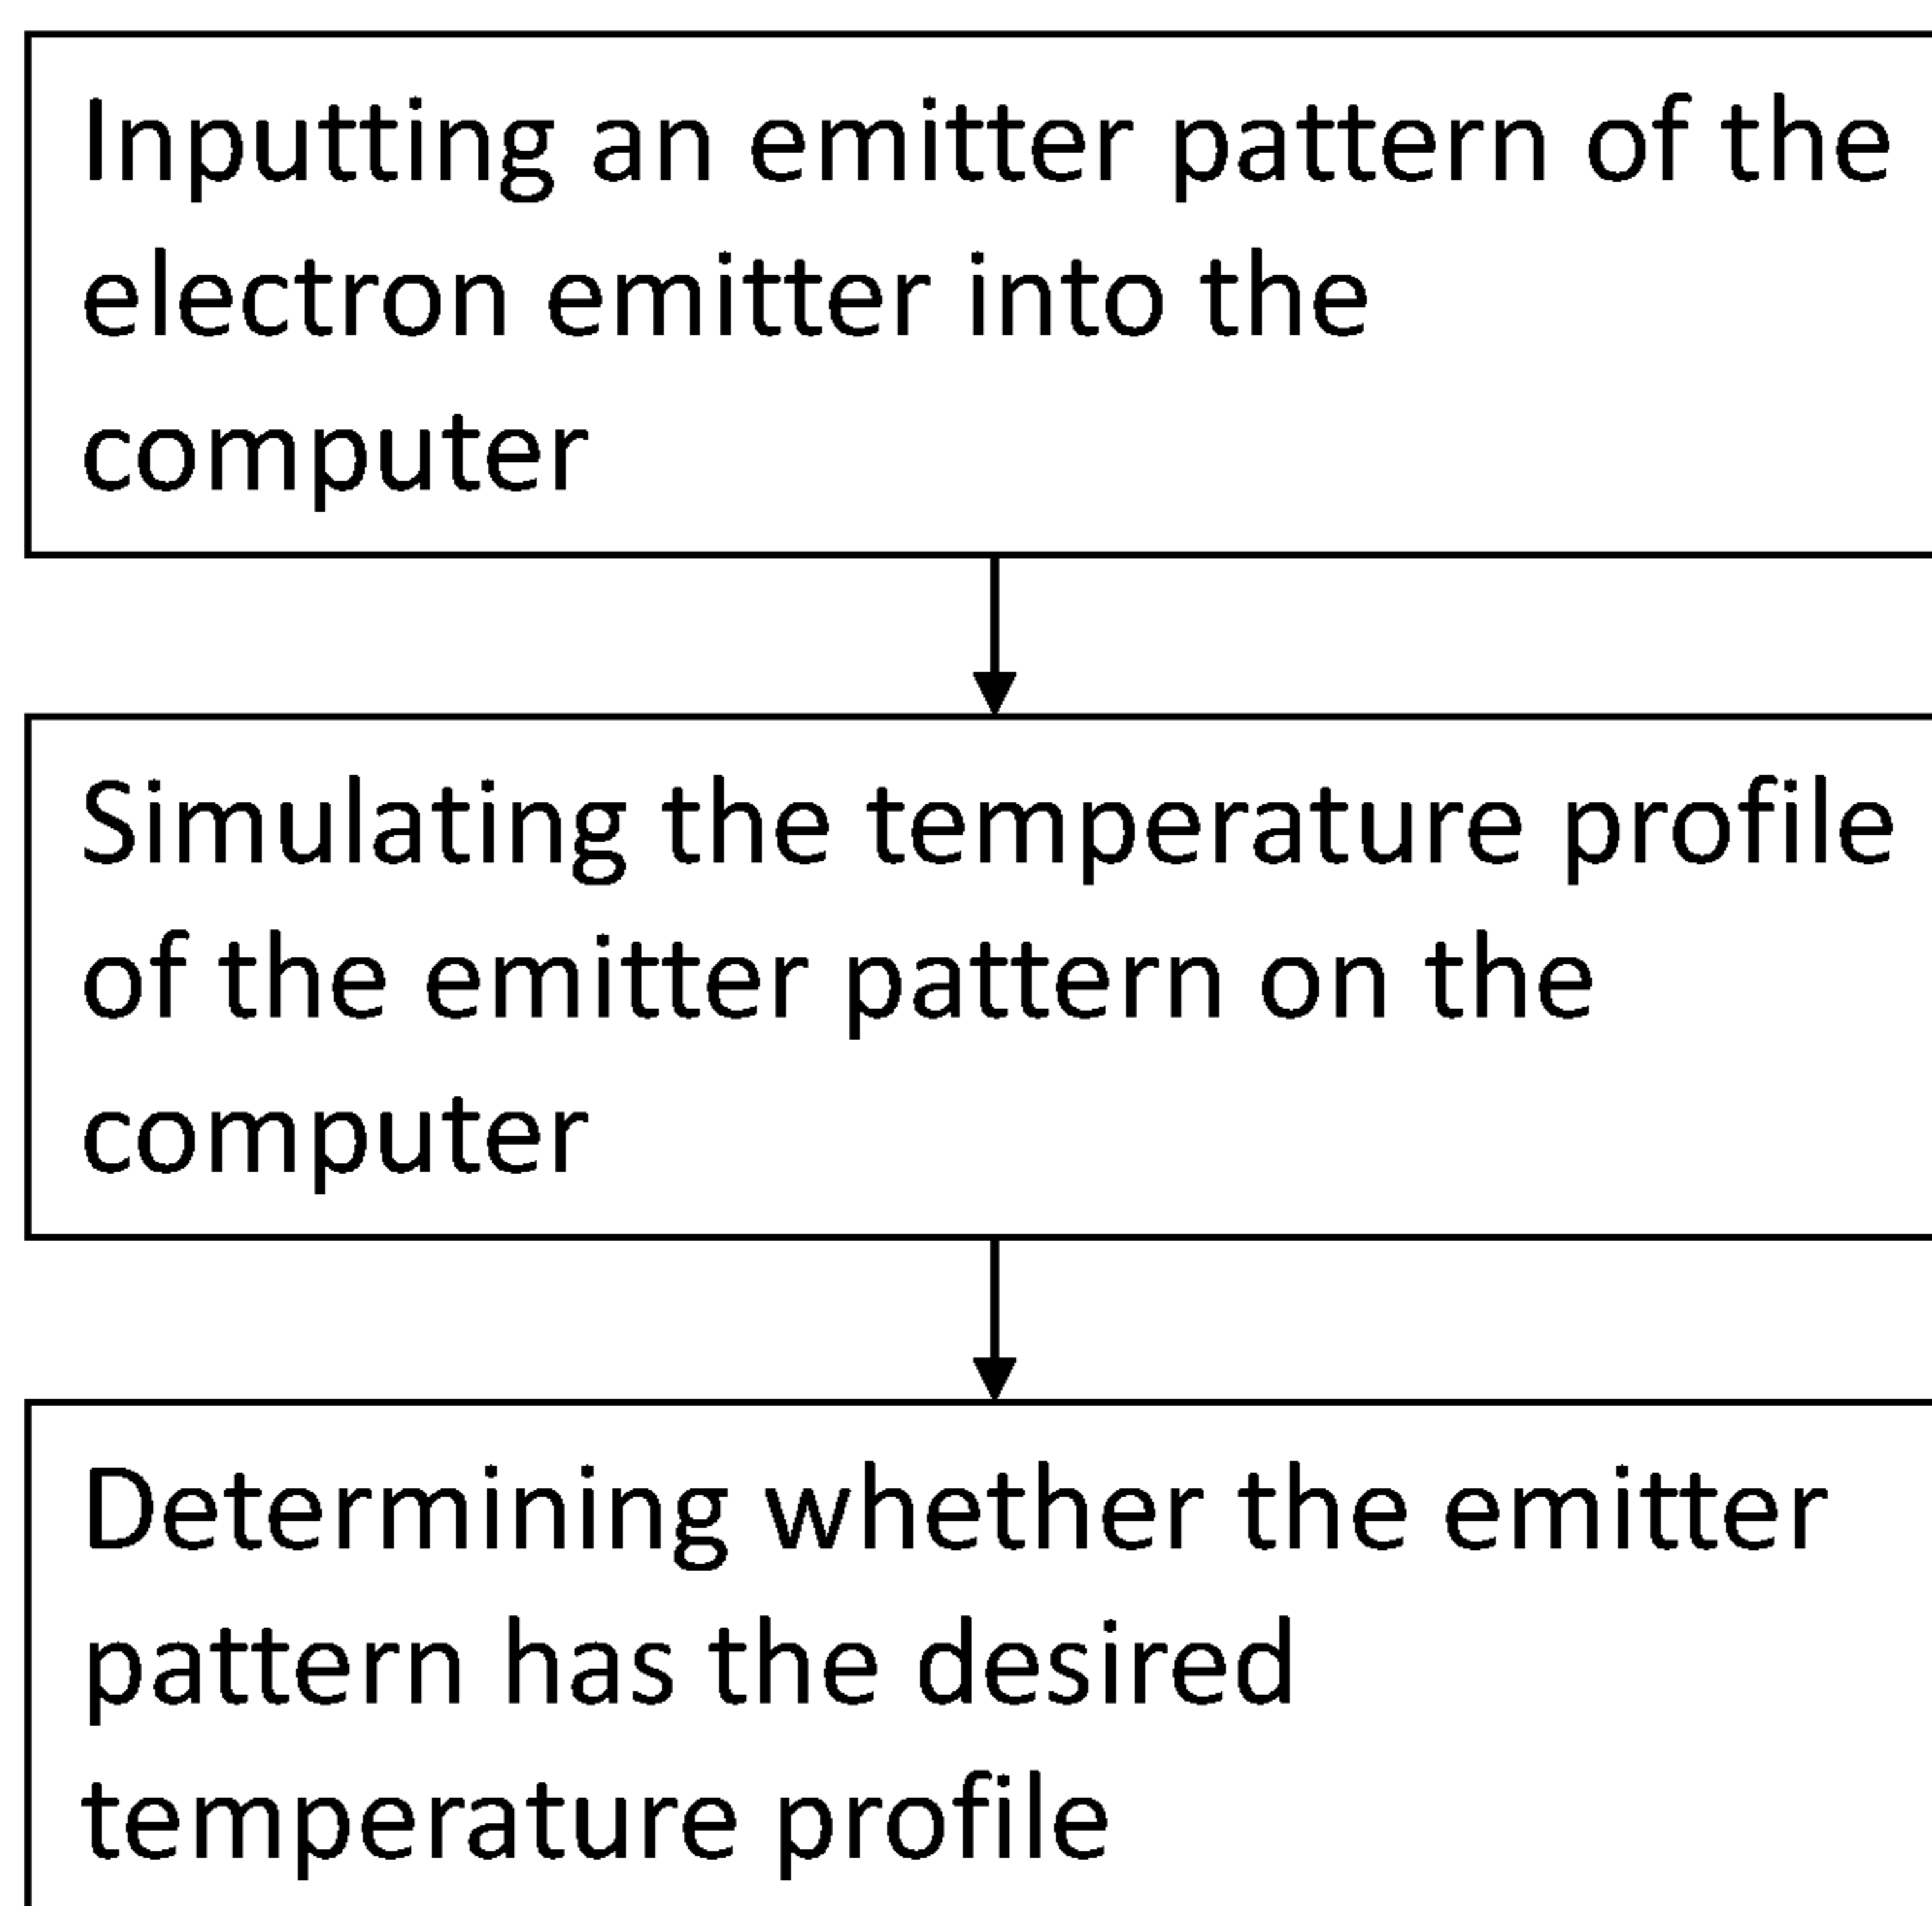 Inputting an emitter pattern of the
electron emitter into the
computer
Simulating the temperature profile
of the emitter pattern on the
computer
Determining whether the emitter
pattern has the desired
temperature profile